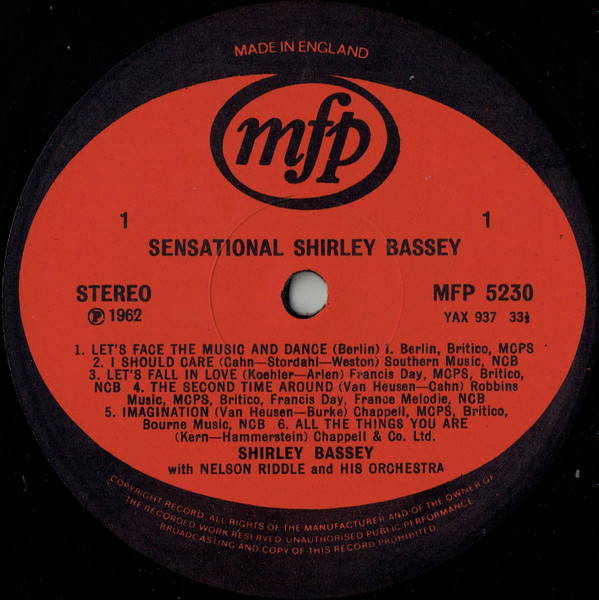 MADE IN ENGLAND
mfp
1 1
SENSATIONAL SHIRLEY BASSEY
STEREO MFP 5230
Ⓟ 1962 YAX 937 33⅓
1. LET'S FACE THE MUSIC AND DANCE (Berlin) I. Berlin, Britico, MCPS
2. I SHOULD CARE (Cahn—Stordahl—Weston) Southern Music, NCB
3. LET'S FALL IN LOVE (Koehler—Arlen) Francis Day, MCPS, Britico,
NCB 4. THE SECOND TIME AROUND (Van Heusen—Cahn) Robbins
Music, MCPS, Britico, Francis Day, France Melodie, NCB
5. IMAGINATION (Van Heusen—Burke) Chappell, MCPS, Britico,
Bourne Music, NCB 6. ALL THE THINGS YOU ARE
(Kern—Hammerstein) Chappell & Co. Ltd.
SHIRLEY BASSEY
with NELSON RIDDLE and HIS ORCHESTRA
COPYRIGHT RECORD. ALL RIGHTS OF THE MANUFACTURER AND OF THE OWNER OF
THE RECORDED WORK RESERVED. UNAUTHORISED PUBLIC PERFORMANCE
BROADCASTING AND COPY OF THIS RECORD PROHIBITED.